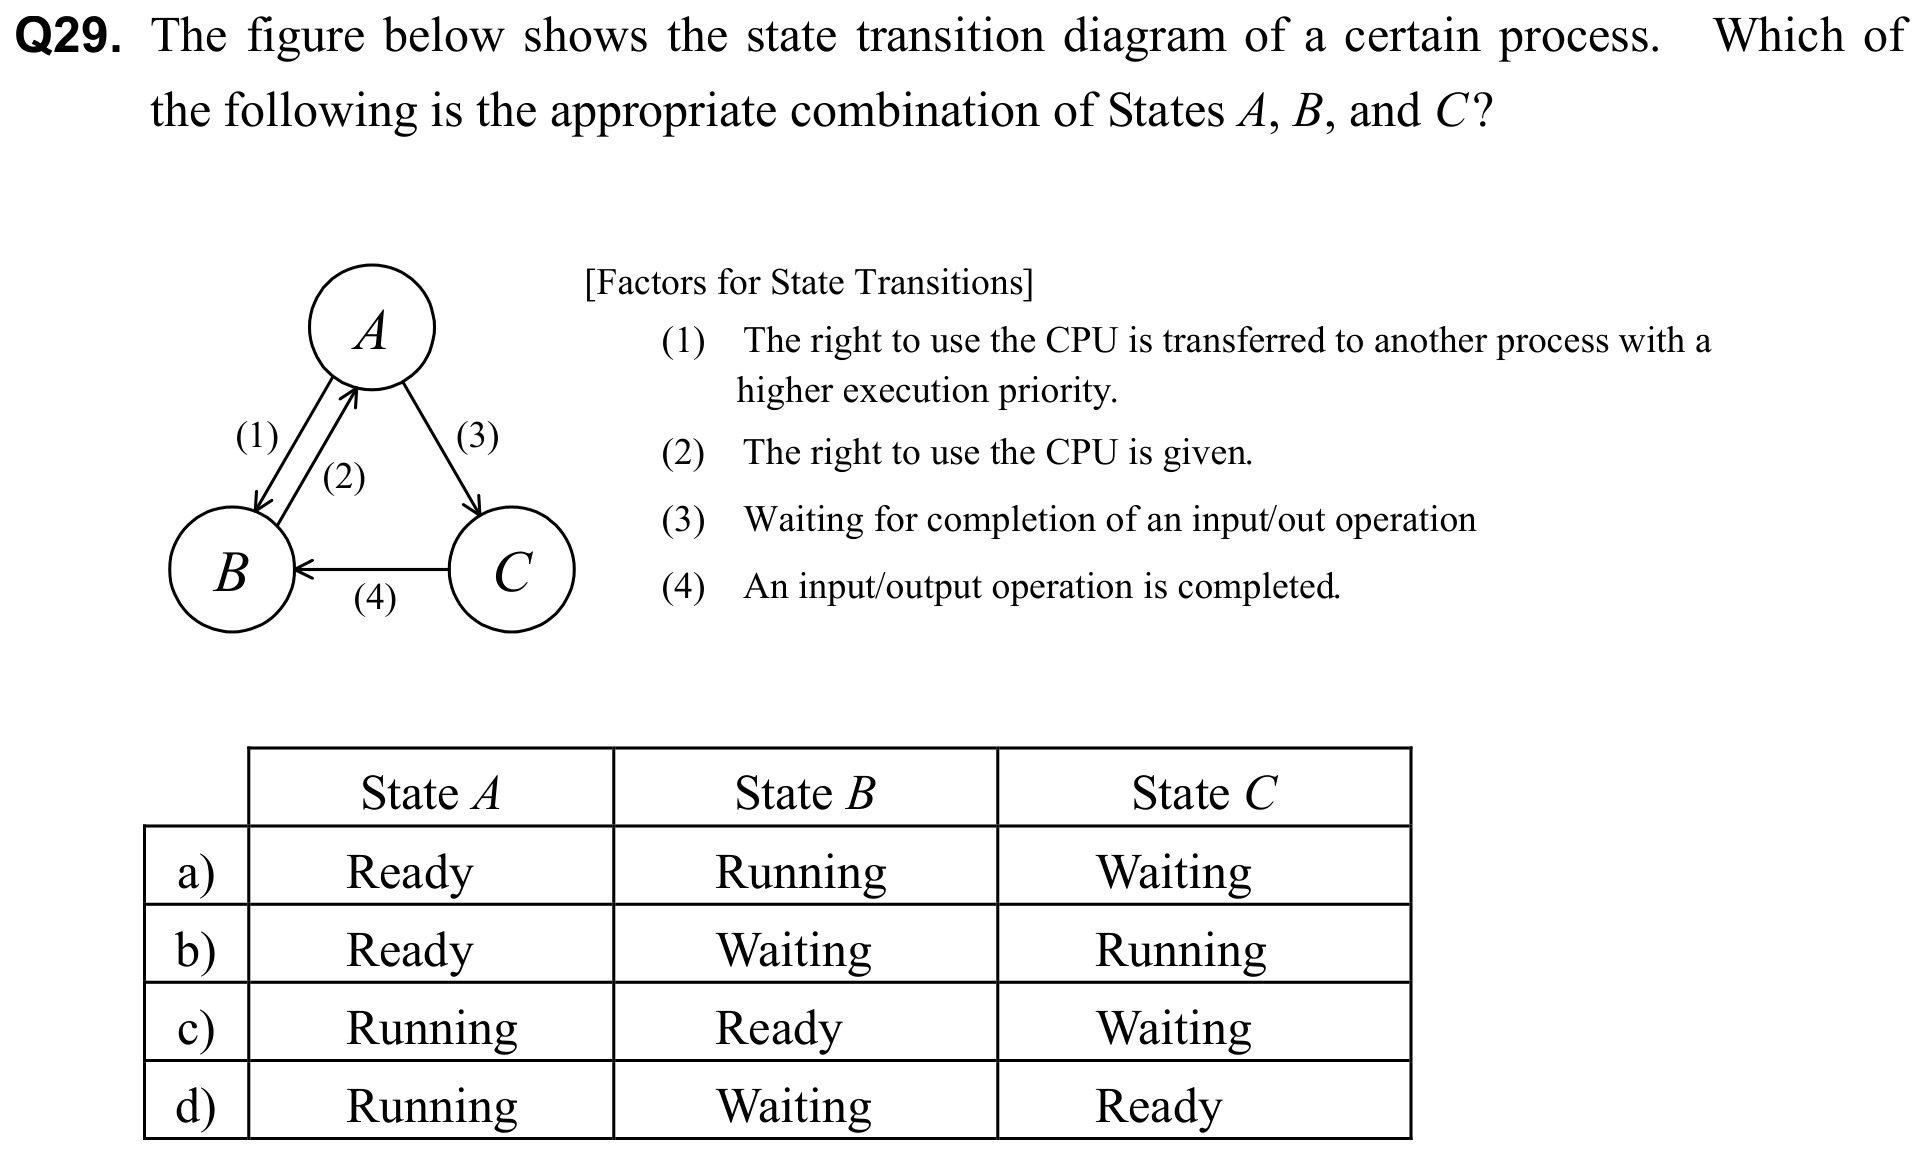 Q29. The figure below shows the state transition diagram of a certain process. Which of
the following is the appropriate combination of States A, B, and C?
A
(1)
(2)
(3)
B
C
(4)
[Factors for State Transitions]
(1) The right to use the CPU is transferred to another process with a
higher execution priority.
(2) The right to use the CPU is given.
(3) Waiting for completion of an input/out operation
(4) An input/output operation is completed.
State A State B State C
a) Ready Running Waiting
b) Ready Waiting Running
c) Running Ready Waiting
d) Running Waiting Ready